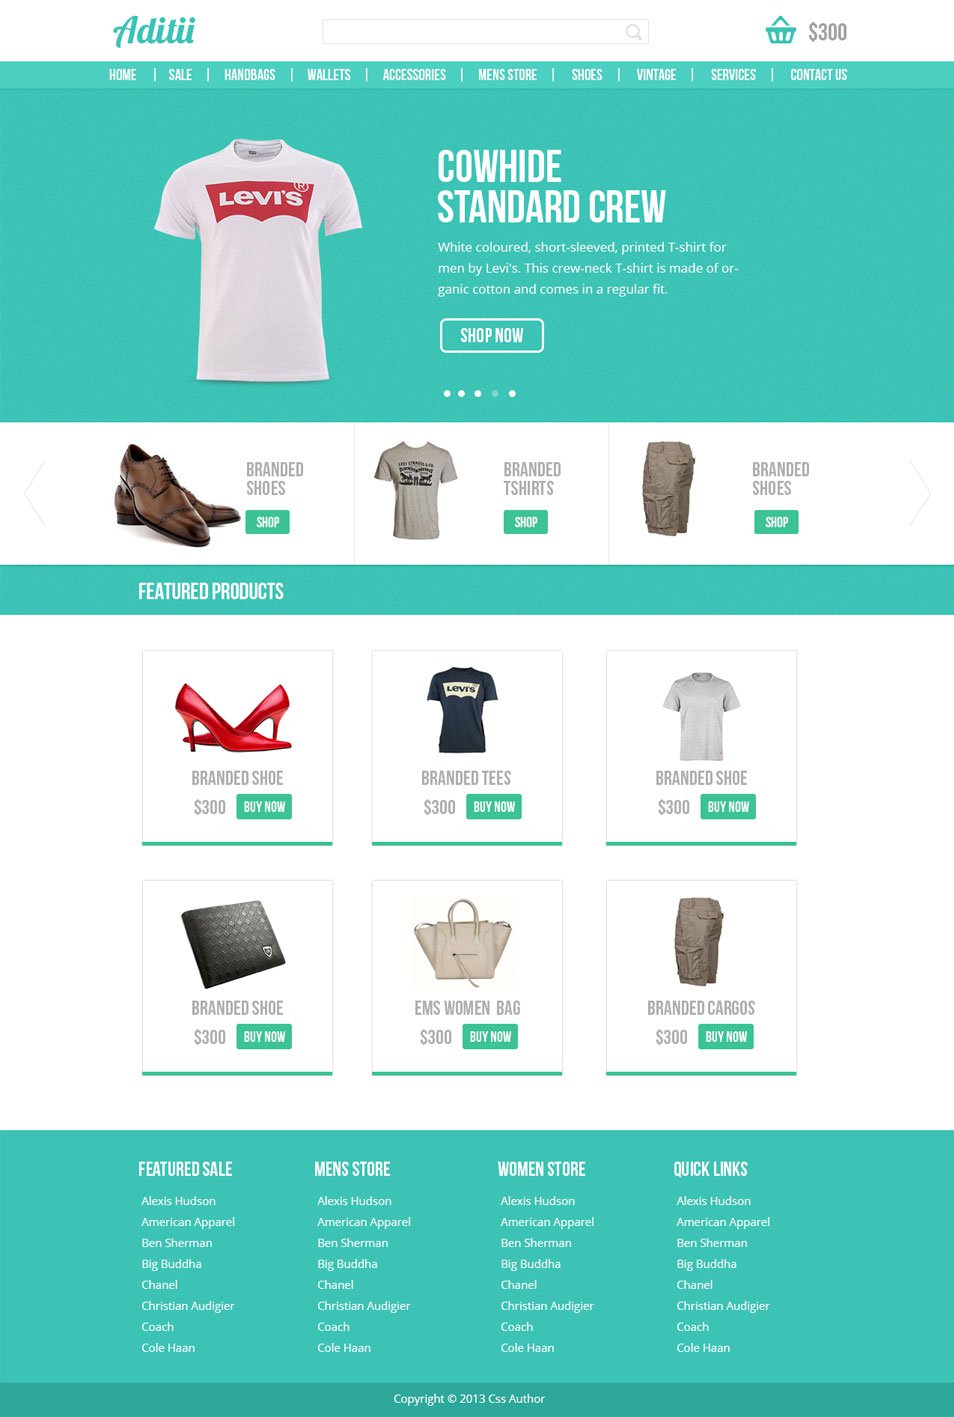 Aditii
$300
HOME | SALE | HANDBAGS | WALLETS | ACCESSORIES | MENS STORE | SHOES | VINTAGE | SERVICES | CONTACT US
LEVI'S ®
COWHIDE
STANDARD CREW
White coloured, short-sleeved, printed T-shirt for
men by Levi's. This crew-neck T-shirt is made of or-
ganic cotton and comes in a regular fit.
SHOP NOW
BRANDED
SHOES
SHOP
LEVI STRAUSS & CO.
BRANDED
TSHIRTS
SHOP
BRANDED
SHOES
SHOP
FEATURED PRODUCTS
BRANDED SHOE
$300 BUY NOW
LEVI'S
BRANDED TEES
$300 BUY NOW
BRANDED SHOE
$300 BUY NOW
BRANDED SHOE
$300 BUY NOW
EMS WOMEN BAG
$300 BUY NOW
BRANDED CARGOS
$300 BUY NOW
FEATURED SALE
Alexis Hudson
American Apparel
Ben Sherman
Big Buddha
Chanel
Christian Audigier
Coach
Cole Haan
MENS STORE
Alexis Hudson
American Apparel
Ben Sherman
Big Buddha
Chanel
Christian Audigier
Coach
Cole Haan
WOMEN STORE
Alexis Hudson
American Apparel
Ben Sherman
Big Buddha
Chanel
Christian Audigier
Coach
Cole Haan
QUICK LINKS
Alexis Hudson
American Apparel
Ben Sherman
Big Buddha
Chanel
Christian Audigier
Coach
Cole Haan
Copyright © 2013 Css Author